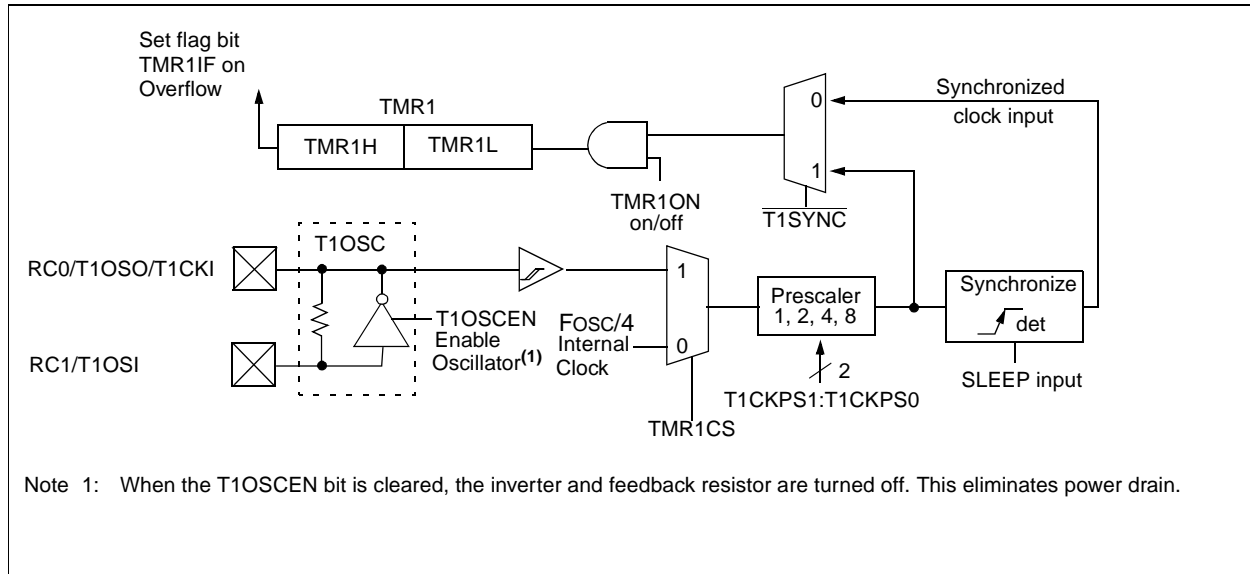 Set flag bit
TMR1IF on
Overflow
TMR1
TMR1H
TMR1L
TMR1ON
on/off
0
1
T1SYNC
Synchronized
clock input
RC0/T1OSO/T1CKI
T1OSC
RC1/T1OSI
T1OSCEN
Enable
Oscillator(1)
FOSC/4
Internal
Clock
1
0
TMR1CS
Prescaler
1, 2, 4, 8
2
T1CKPS1:T1CKPS0
Synchronize
det
SLEEP input
Note 1: When the T1OSCEN bit is cleared, the inverter and feedback resistor are turned off. This eliminates power drain.